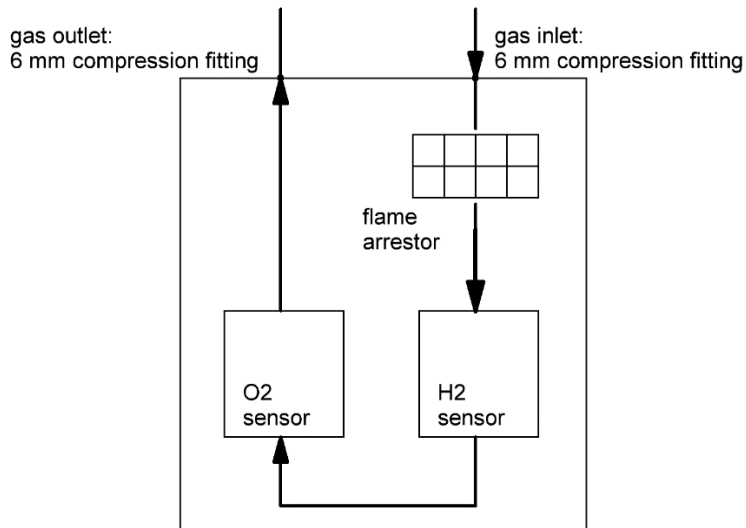 gas outlet:
6 mm compression fitting
gas inlet:
6 mm compression fitting
flame
arrestor
O2
sensor
H2
sensor